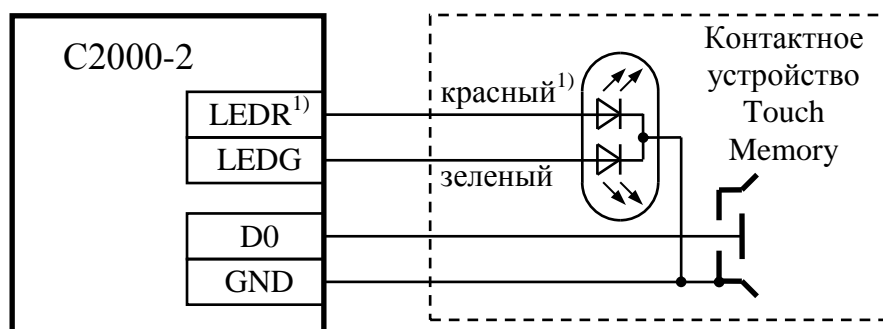 С2000-2
LEDR¹⁾
LEDG
D0
GND
красный¹⁾
зеленый
Контактное
устройство
Touch
Memory